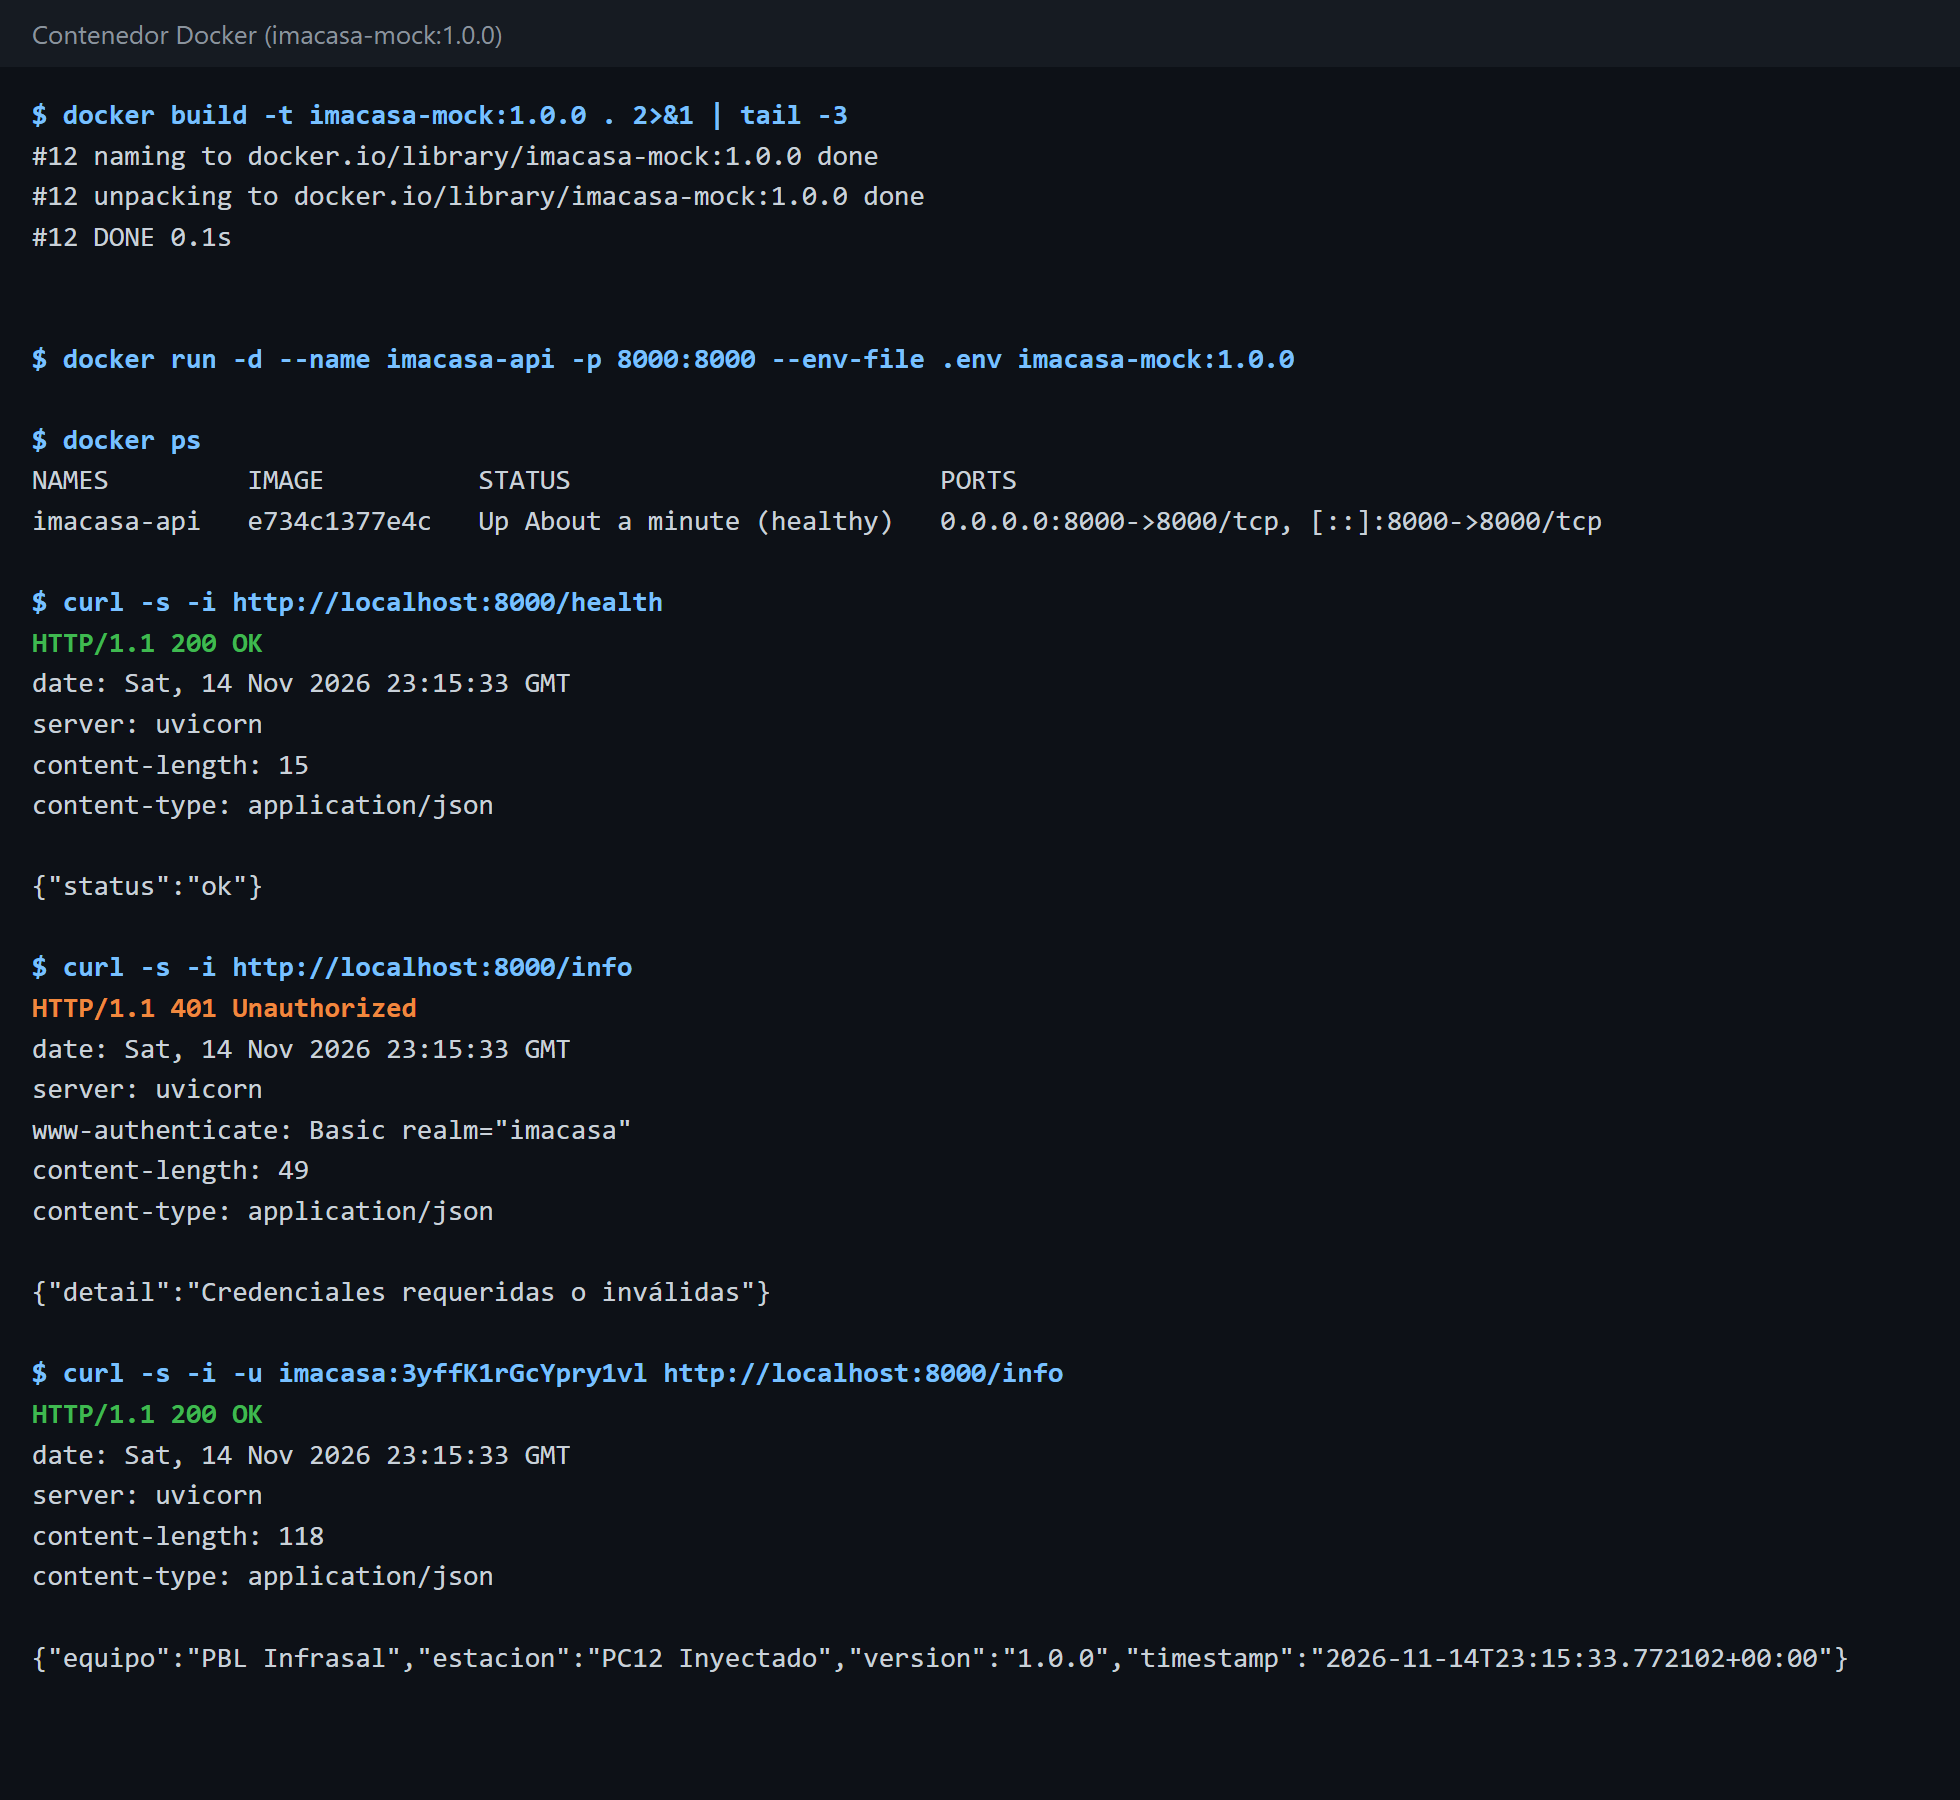 Contenedor Docker (imacasa-mock:1.0.0)
$ docker build -t imacasa-mock:1.0.0 . 2>&1 | tail -3
#12 naming to docker.io/library/imacasa-mock:1.0.0 done
#12 unpacking to docker.io/library/imacasa-mock:1.0.0 done
#12 DONE 0.1s
$ docker run -d --name imacasa-api -p 8000:8000 --env-file .env imacasa-mock:1.0.0
$ docker ps
NAMES         IMAGE          STATUS                        PORTS
imacasa-api   e734c1377e4c   Up About a minute (healthy)   0.0.0.0:8000->8000/tcp, [::]:8000->8000/tcp
$ curl -s -i http://localhost:8000/health
HTTP/1.1 200 OK
date: Sat, 14 Nov 2026 23:15:33 GMT
server: uvicorn
content-length: 15
content-type: application/json
{"status":"ok"}
$ curl -s -i http://localhost:8000/info
HTTP/1.1 401 Unauthorized
date: Sat, 14 Nov 2026 23:15:33 GMT
server: uvicorn
www-authenticate: Basic realm="imacasa"
content-length: 49
content-type: application/json
{"detail":"Credenciales requeridas o inválidas"}
$ curl -s -i -u imacasa:3yffK1rGcYpry1vl http://localhost:8000/info
HTTP/1.1 200 OK
date: Sat, 14 Nov 2026 23:15:33 GMT
server: uvicorn
content-length: 118
content-type: application/json
{"equipo":"PBL Infrasal","estacion":"PC12 Inyectado","version":"1.0.0","timestamp":"2026-11-14T23:15:33.772102+00:00"}